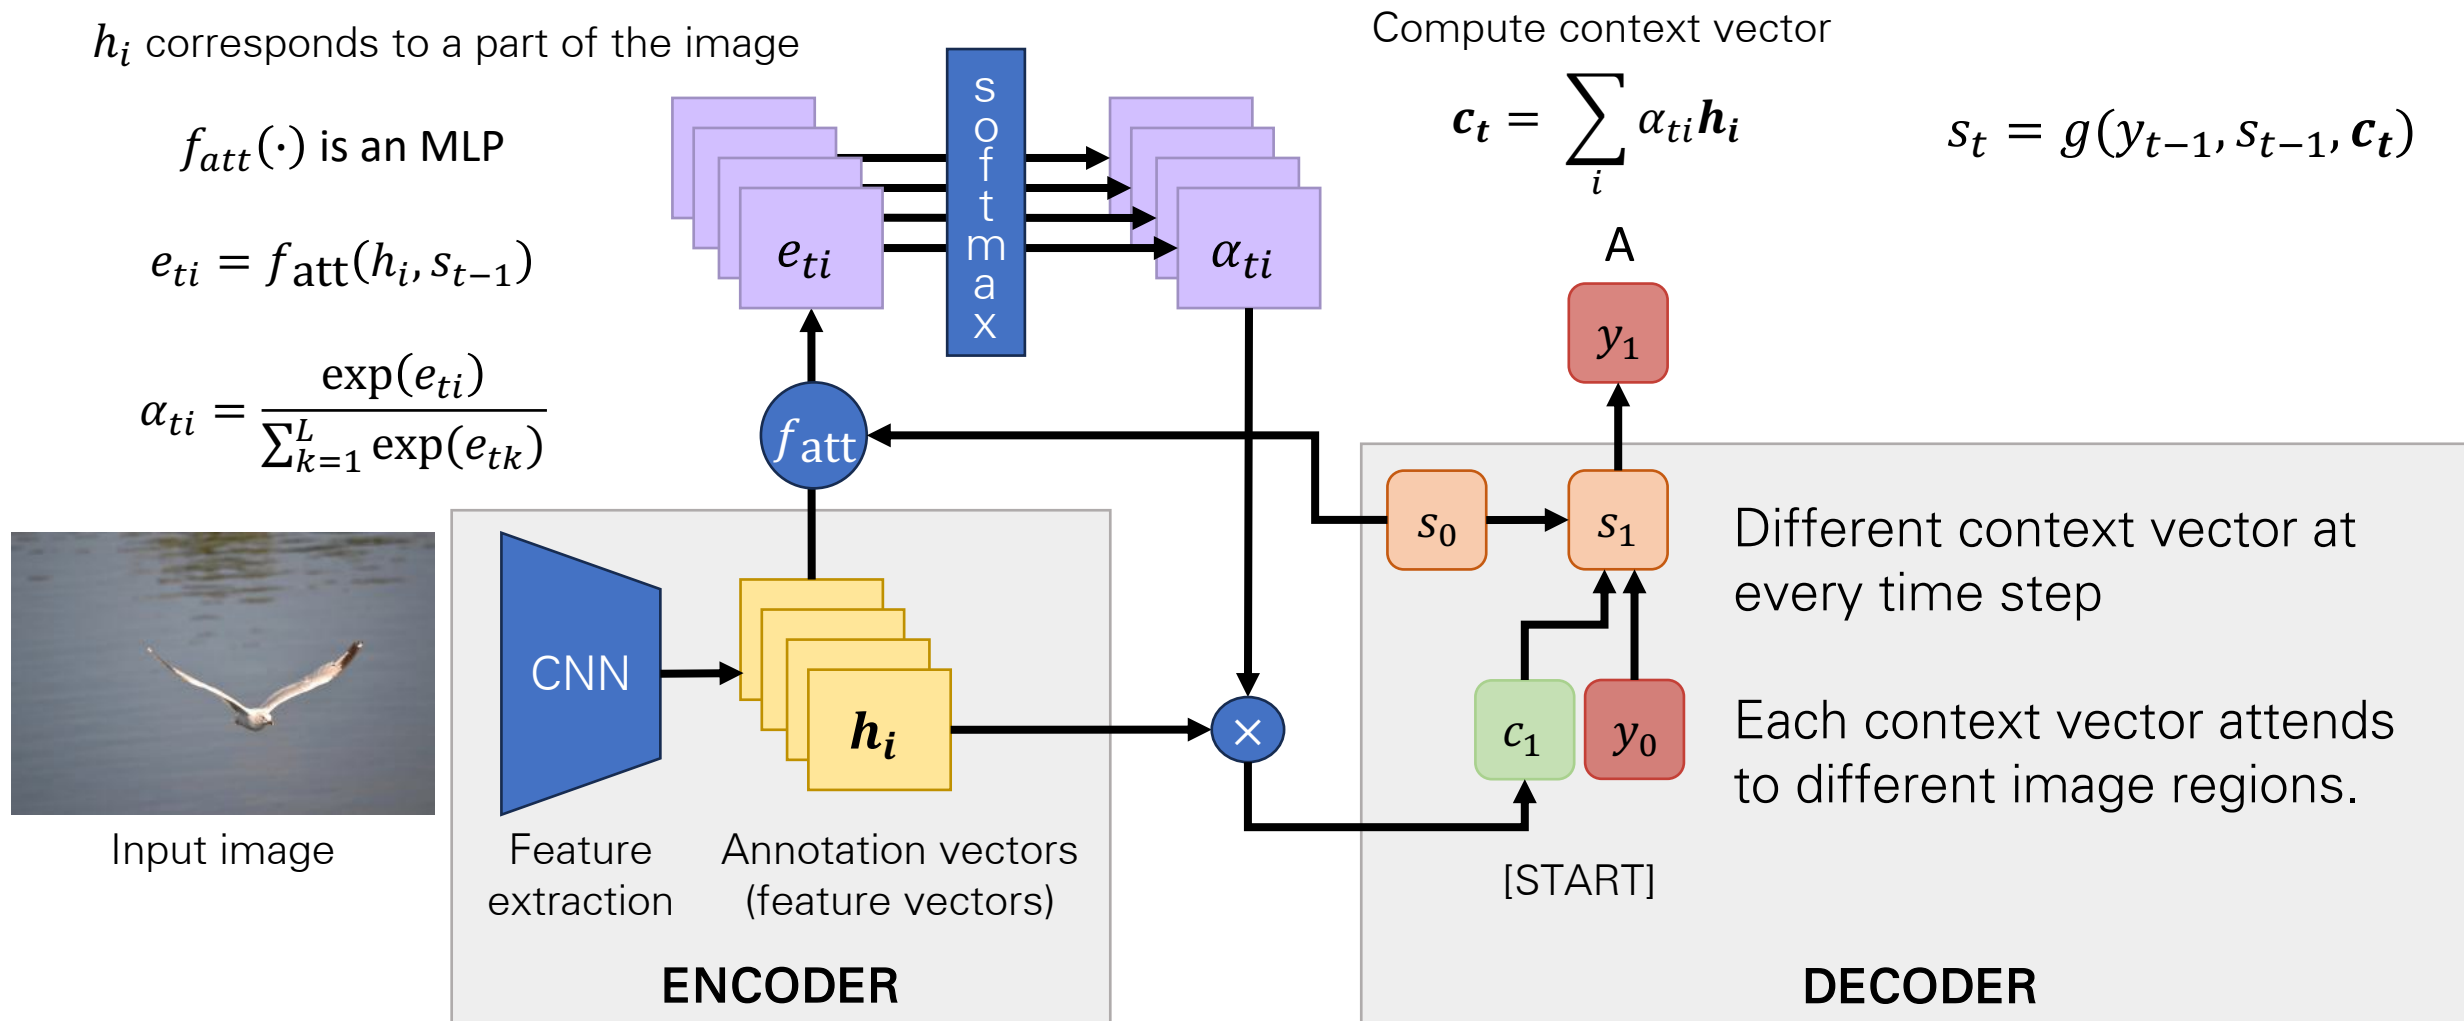 h_i corresponds to a part of the image
f_att(·) is an MLP
e_ti = f_att(h_i, s_t−1)
α_ti = exp(e_ti) / ∑_{k=1}^{L} exp(e_tk)
Input image
e_ti
softmax
α_ti
f_att
CNN
h_i
Feature
extraction
Annotation vectors
(feature vectors)
ENCODER
×
Compute context vector
c_t = ∑_i α_ti h_i
s_t = g(y_t−1, s_t−1, c_t)
A
y_1
s_0
s_1
c_1
y_0
[START]
Different context vector at
every time step
Each context vector attends
to different image regions.
DECODER